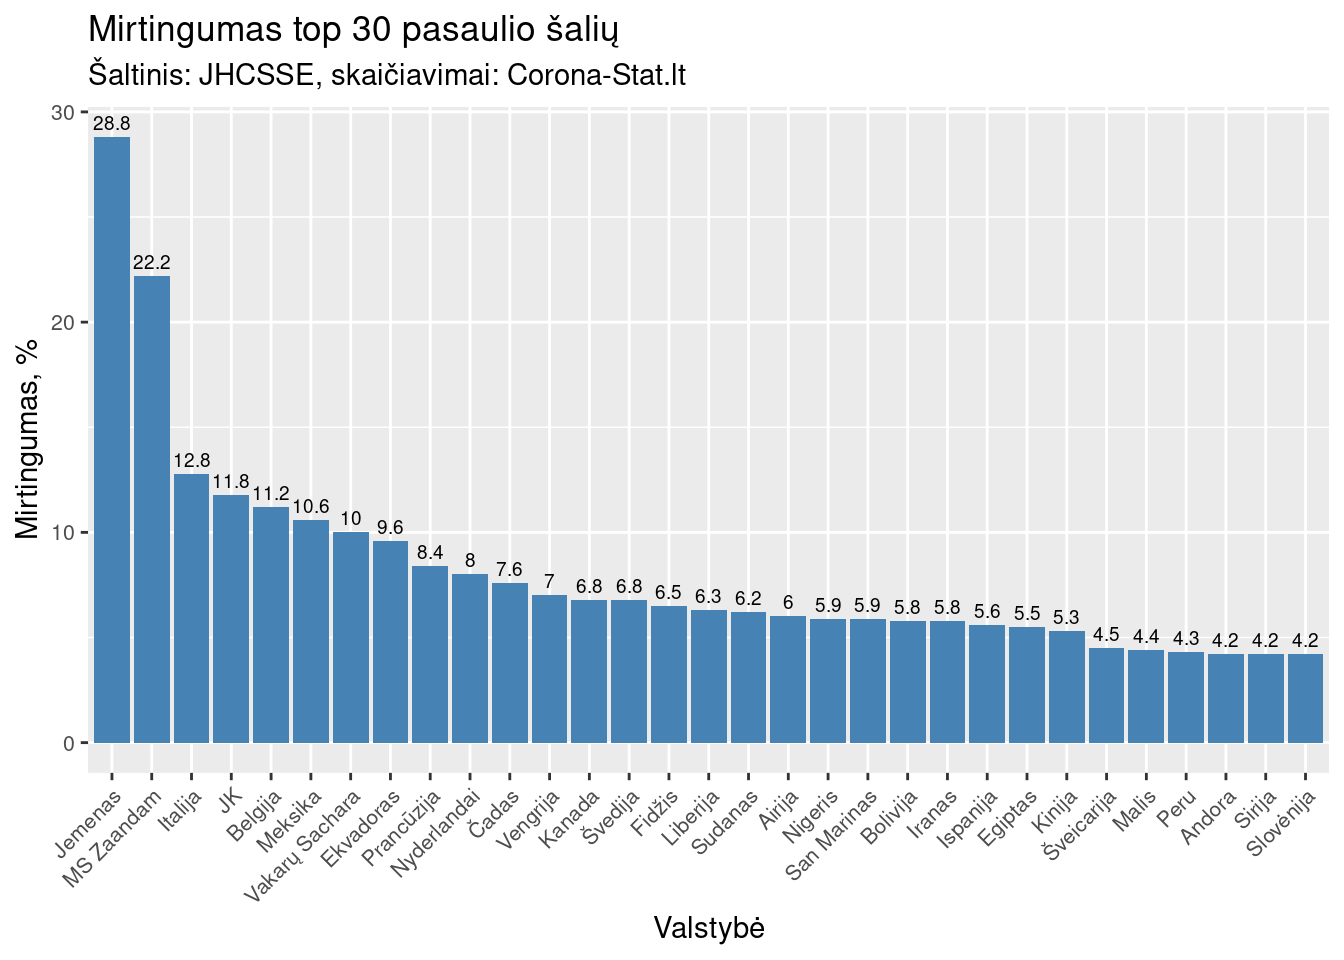 Mirtingumas top 30 pasaulio šalių
Šaltinis: JHCSSE, skaičiavimai: Corona-Stat.lt
Mirtingumas, %
30
20
10
0
28.8
22.2
12.8
11.8
11.2
10.6
10
9.6
8.4
8
7.6
7
6.8
6.8
6.5
6.3
6.2
6
5.9
5.9
5.8
5.8
5.6
5.5
5.3
4.5
4.4
4.3
4.2
4.2
4.2
Jemenas
MS Zaandam
Italija
JK
Belgija
Meksika
Vakarų Sachara
Ekvadoras
Prancūzija
Nyderlandai
Čadas
Vengrija
Kanada
Švedija
Fidžis
Liberija
Sudanas
Airija
Nigeris
San Marinas
Bolivija
Iranas
Ispanija
Egiptas
Kinija
Šveicarija
Malis
Peru
Andora
Sirija
Slovėnija
Valstybė